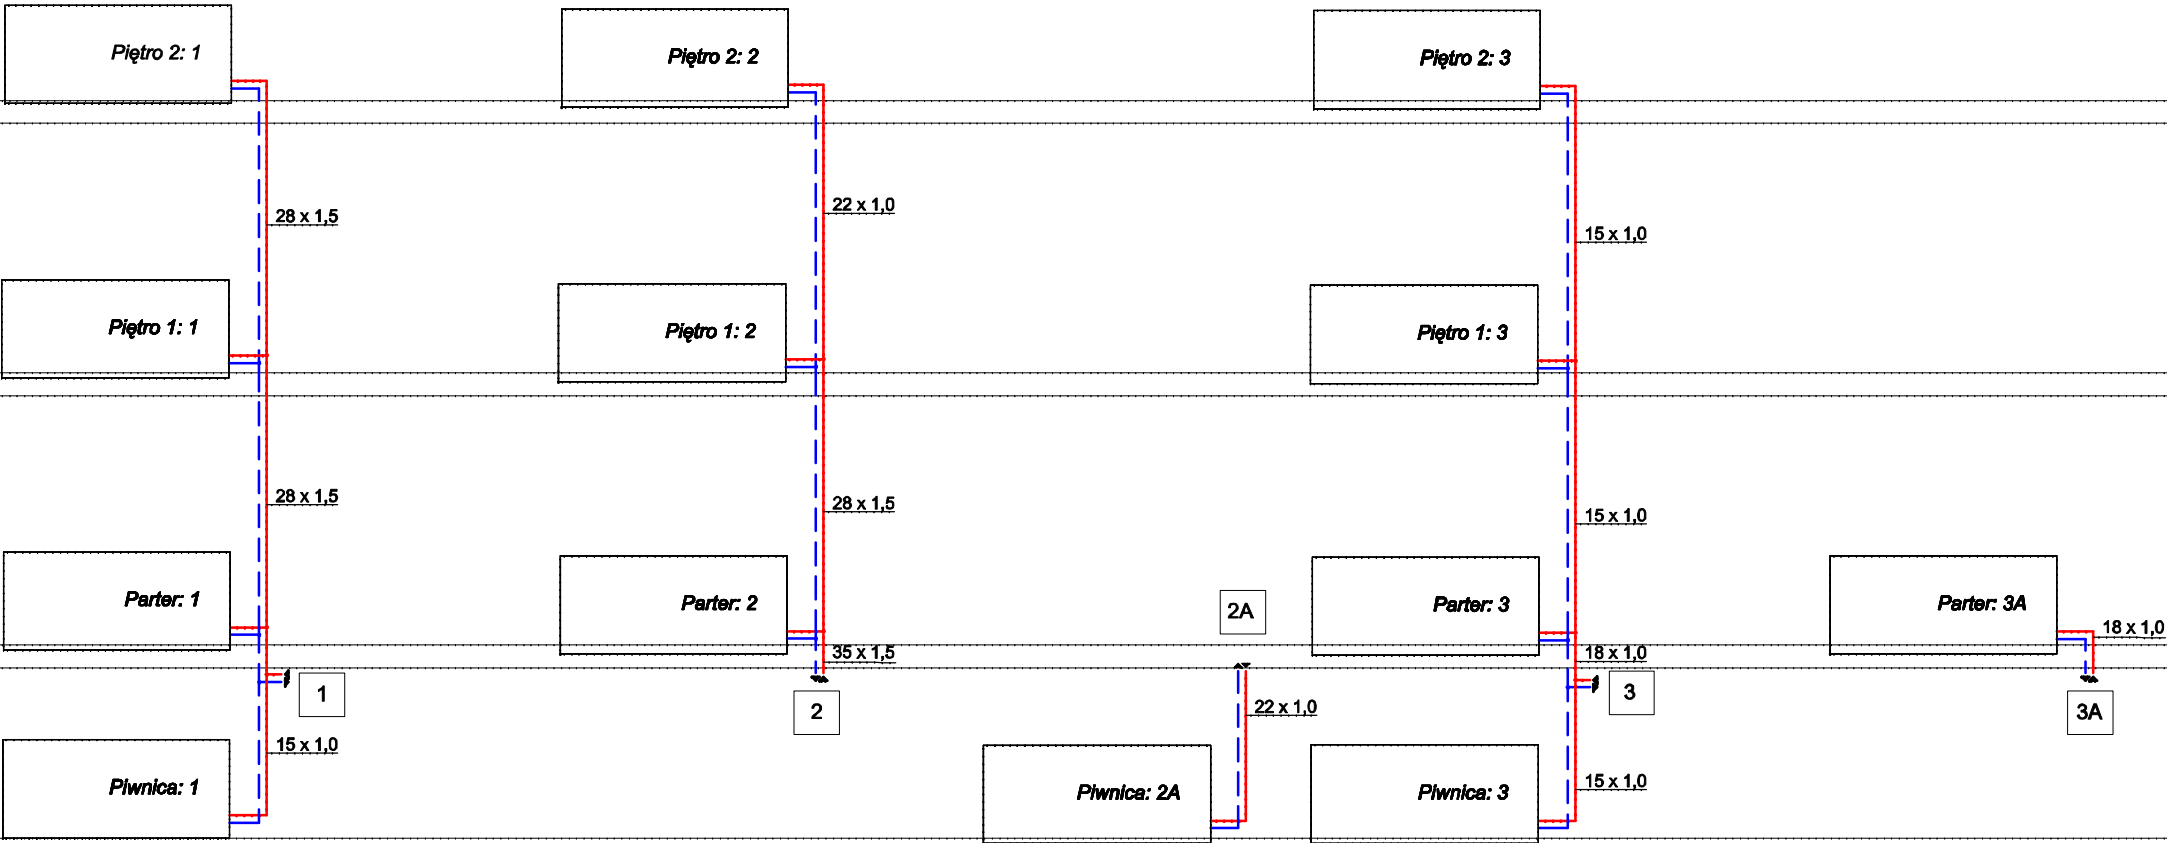 Piętro 2: 1
Piętro 2: 2
Piętro 2: 3
28 x 1,5
22 x 1,0
15 x 1,0
Piętro 1: 1
Piętro 1: 2
Piętro 1: 3
28 x 1,5
28 x 1,5
15 x 1,0
Parter: 1
Parter: 2
2A
Parter: 3
Parter: 3A
18 x 1,0
35 x 1,5
18 x 1,0
1
2
22 x 1,0
3
3A
15 x 1,0
15 x 1,0
Piwnica: 1
Piwnica: 2A
Piwnica: 3